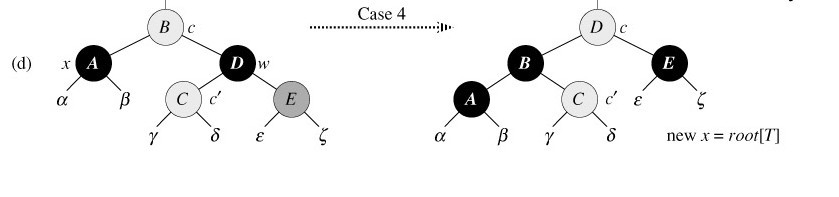 Case 4
B c D c
(d) x A D w B E
C c′ E A C c′ ε ζ
α β
γ δ ε ζ α β γ δ new x = root[T]